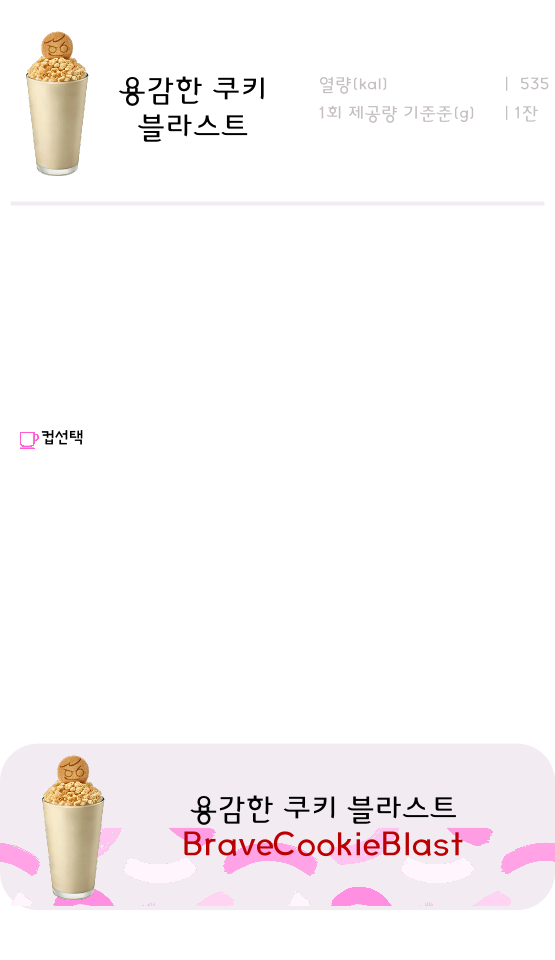 용감한 쿠키
블라스트
열량(kal) | 535
1회 제공량 기준준(g) | 1잔
컵선택
용감한 쿠키 블라스트
BraveCookieBlast